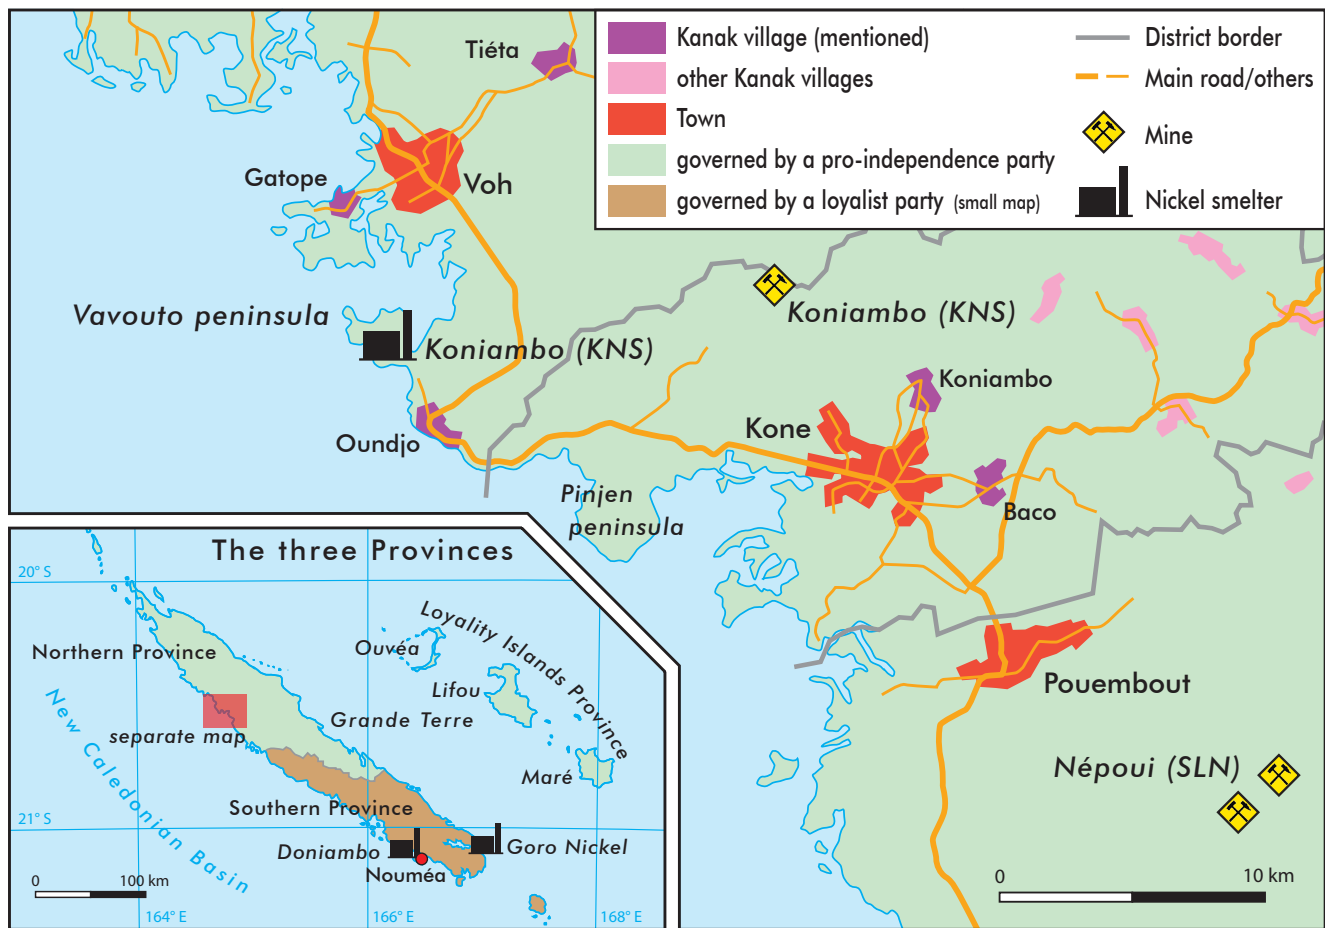 Kanak village (mentioned)
other Kanak villages
Town
governed by a pro-independence party
governed by a loyalist party (small map)
District border
Main road/others
Mine
Nickel smelter
Tiéta
Gatope
Voh
Vavouto peninsula
Koniambo (KNS)
Koniambo (KNS)
Koniambo
Oundjo
Kone
Pinjen
peninsula
Baco
Pouembout
Népoui (SLN)
0 10 km
The three Provinces
20° S
Loyality Islands Province
Northern Province
Ouvéa
Lifou
Grande Terre
separate map
New Caledonian Basin
Maré
Southern Province
21° S
Doniambo
Goro Nickel
Nouméa
0 100 km
164° E
166° E
168° E